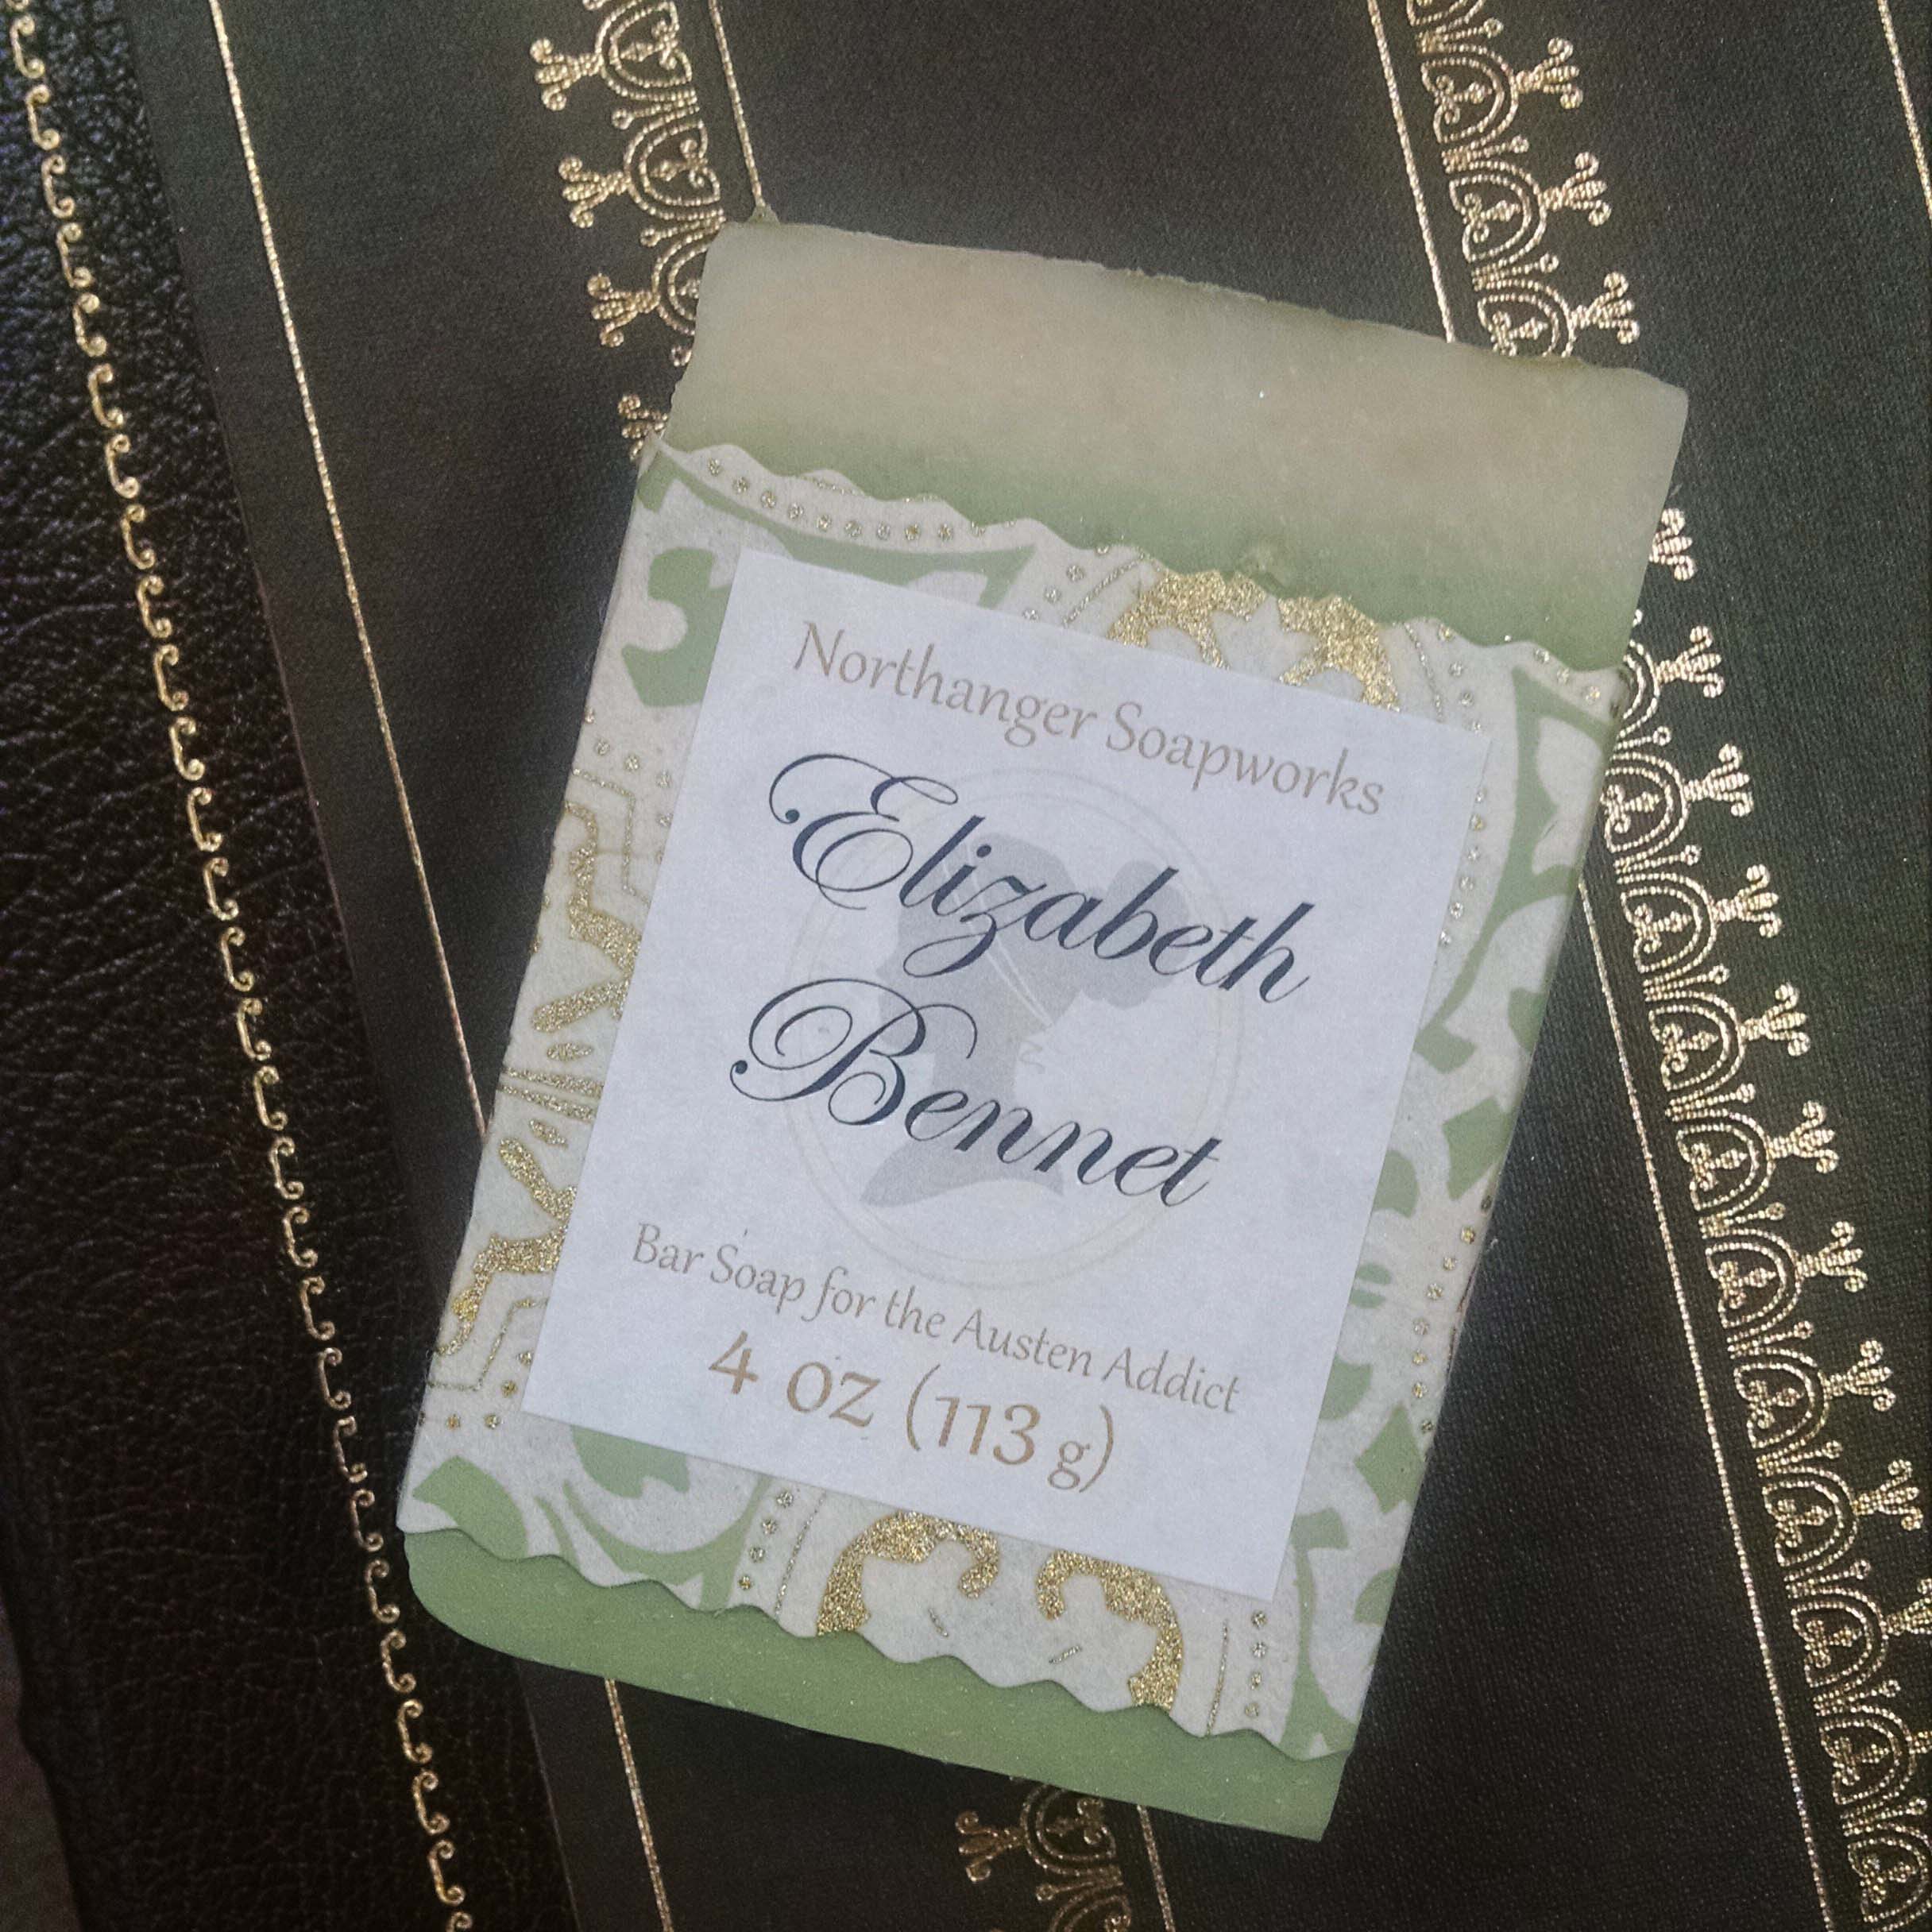 Northanger Soapworks
Elizabeth
Bennet
Bar Soap for the Austen Addict
4 oz (113 g)